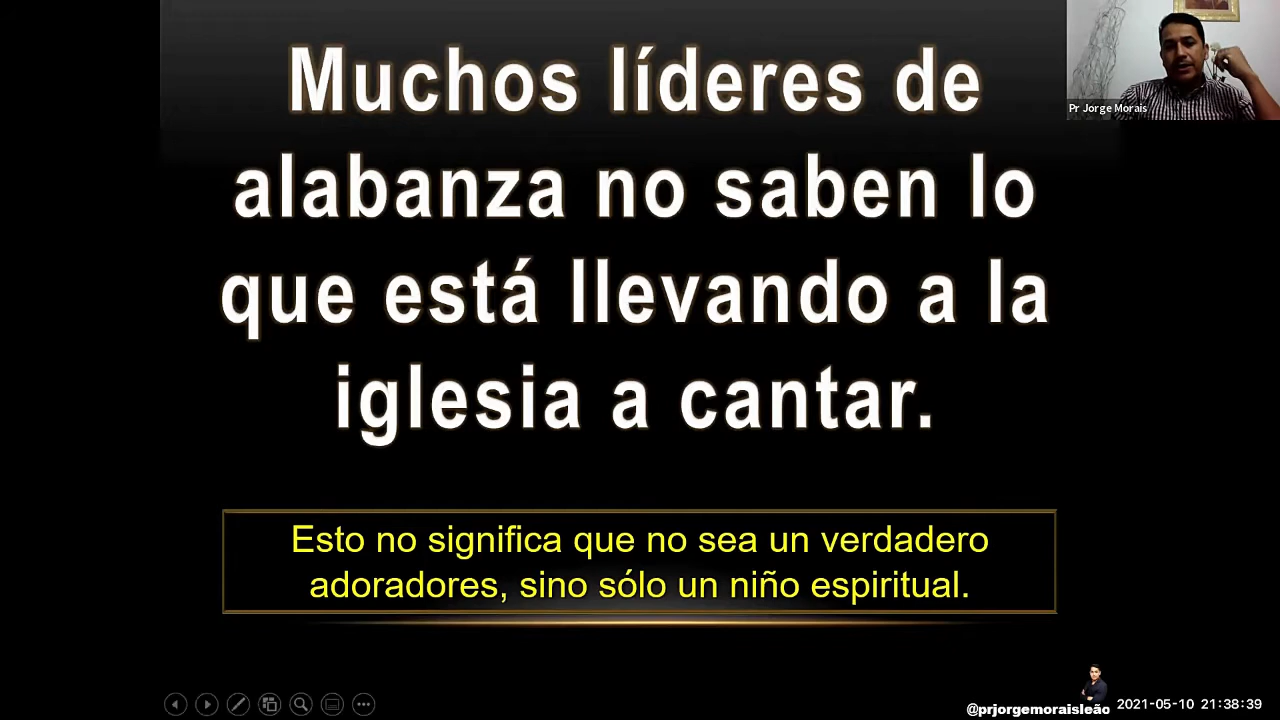 Muchos líderes de
alabanza no saben lo
que está llevando a la
iglesia a cantar.
Esto no significa que no sea un verdadero
adoradores, sino sólo un niño espiritual.
Pr Jorge Morais
@prjorgemoraisleão
2021-05-10 21:38:39